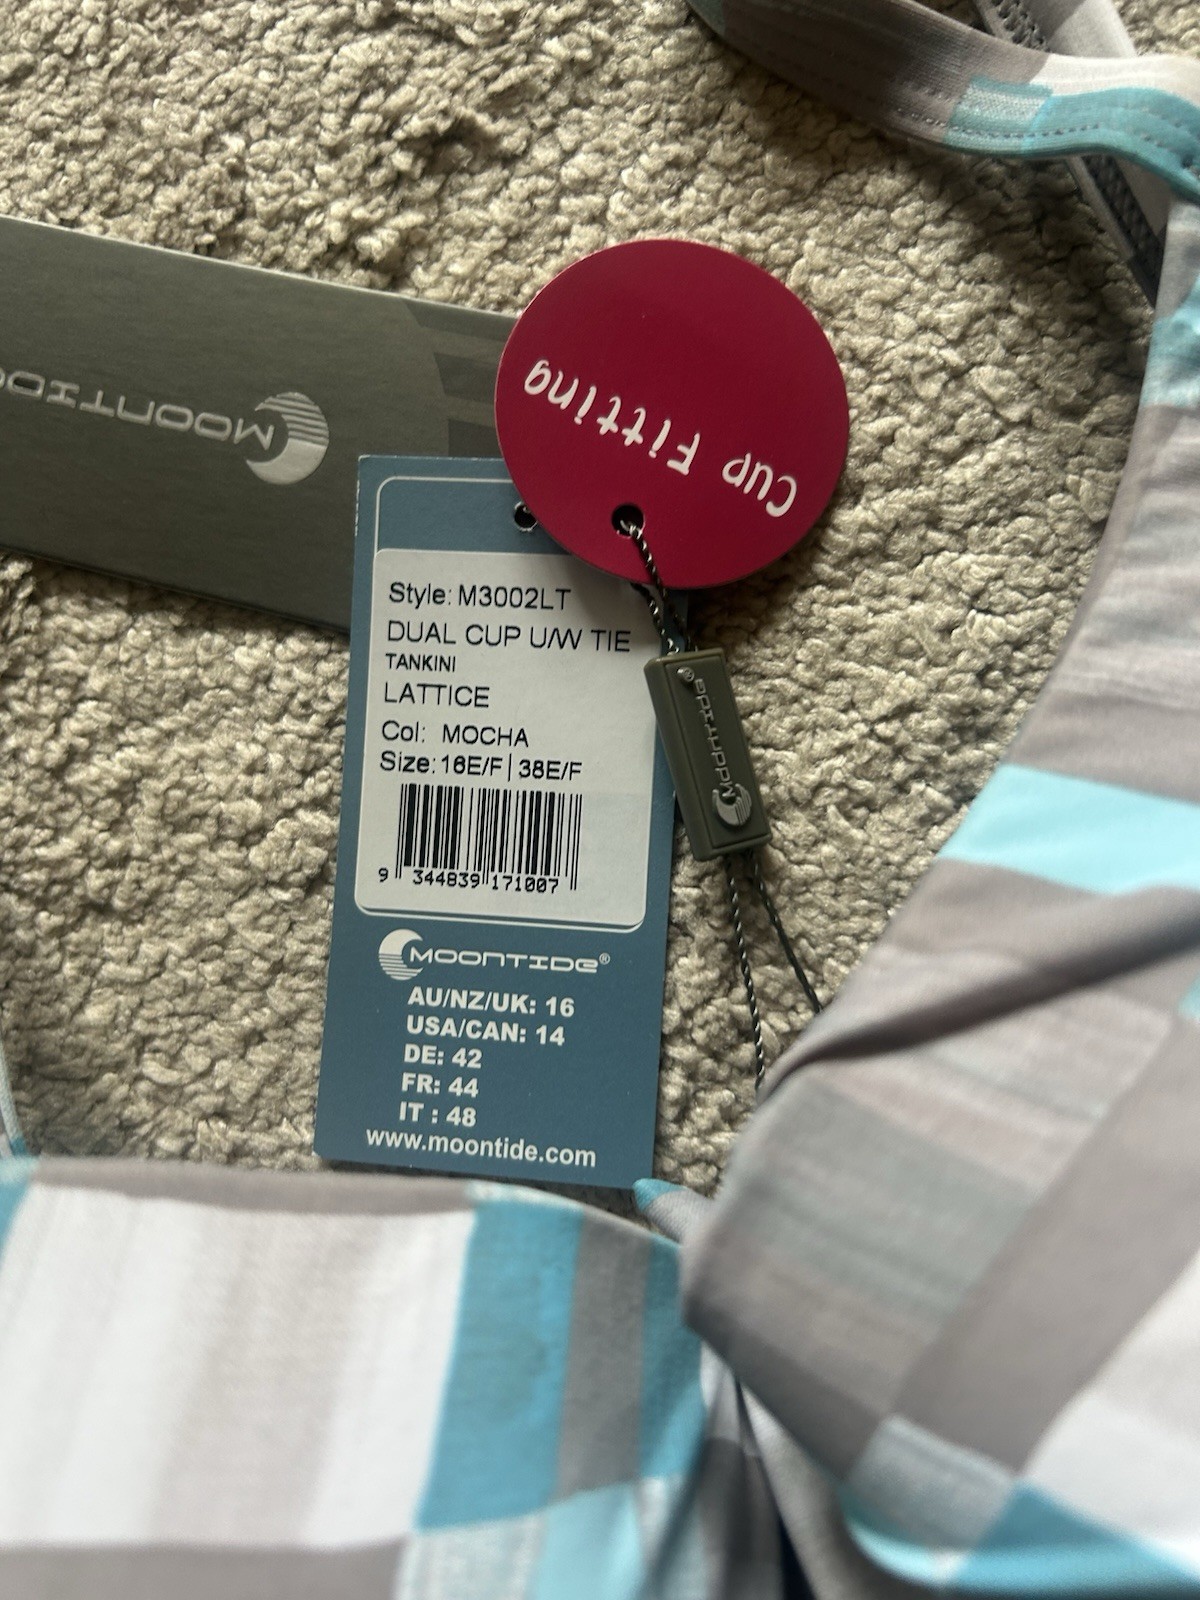 MOONTIDE
Cup Fitting
Style: M3002LT
DUAL CUP U/W TIE
TANKINI
LATTICE
Col: MOCHA
Size: 16E/F | 38E/F
9 344839 171007
MOONTIDE®
MOONTIDE®
AU/NZ/UK: 16
USA/CAN: 14
DE: 42
FR: 44
IT : 48
www.moontide.com